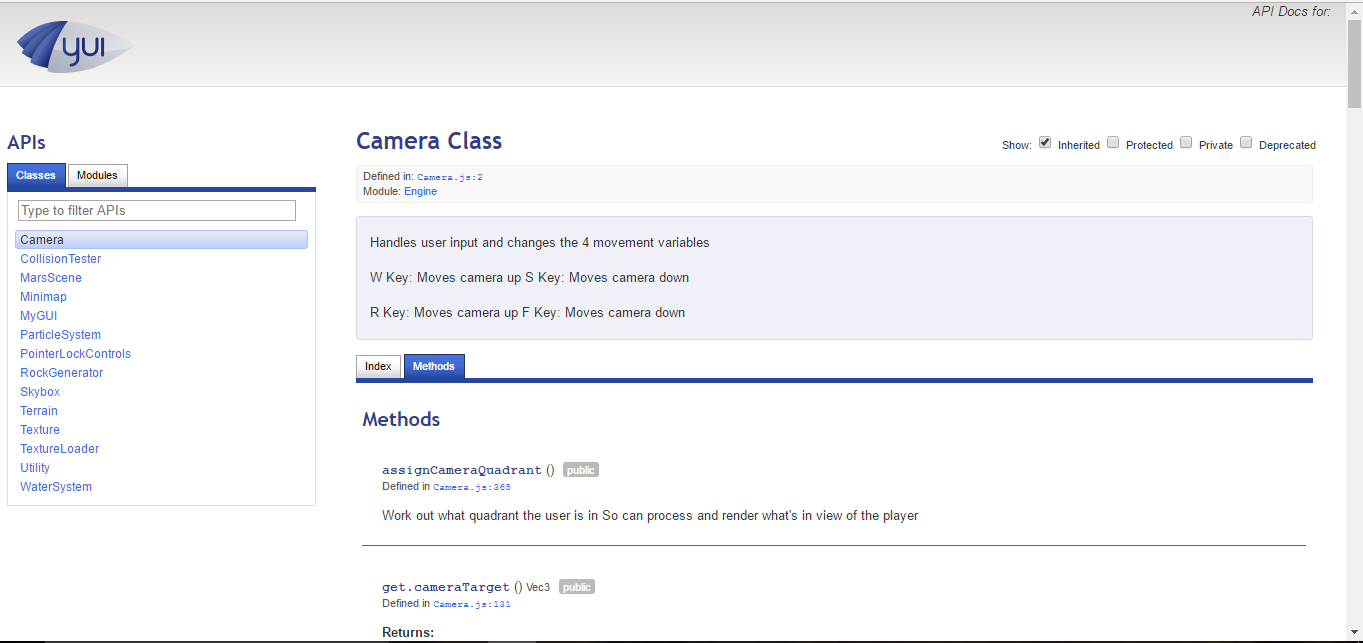 API Docs for:
yui
APIs
Classes
Modules
Type to filter APIs
Camera
CollisionTester
MarsScene
Minimap
MyGUI
ParticleSystem
PointerLockControls
RockGenerator
Skybox
Terrain
Texture
TextureLoader
Utility
WaterSystem
Camera Class
Show: Inherited Protected Private Deprecated
Defined in: Camera.js:2
Module: Engine
Handles user input and changes the 4 movement variables
W Key: Moves camera up S Key: Moves camera down
R Key: Moves camera up F Key: Moves camera down
Index
Methods
Methods
assignCameraQuadrant () public
Defined in Camera.js:365
Work out what quadrant the user is in So can process and render what's in view of the player
get.cameraTarget () Vec3 public
Defined in Camera.js:131
Returns: